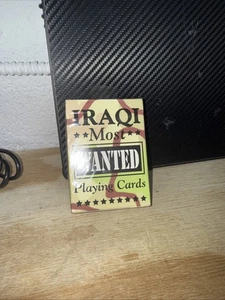 IRAQI
Most
WANTED
Playing Cards